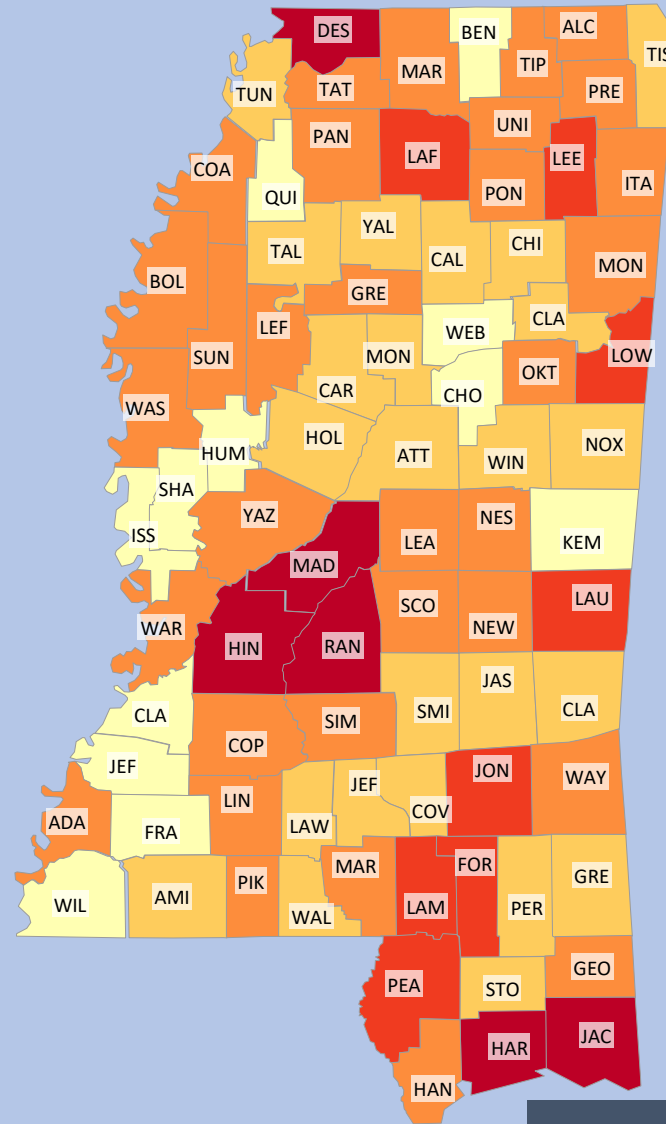 DES
BEN
ALC
TIS
TUN
TAT
MAR
TIP
PRE
PAN
UNI
COA
LAF
LEE
QUI
PON
ITA
YAL
CHI
TAL
CAL
MON
BOL
GRE
LEF
WEB
CLA
SUN
MON
LOW
OKT
CAR
CHO
WAS
HOL
NOX
HUM
ATT
WIN
SHA
YAZ
NES
ISS
LEA
KEM
MAD
SCO
LAU
WAR
HIN
RAN
NEW
JAS
CLA
SMI
CLA
COP
SIM
JEF
JON
WAY
JEF
LIN
COV
ADA
LAW
FRA
MAR
FOR
GRE
PIK
WIL
AMI
WAL
LAM
PER
PEA
STO
GEO
HAR
JAC
HAN